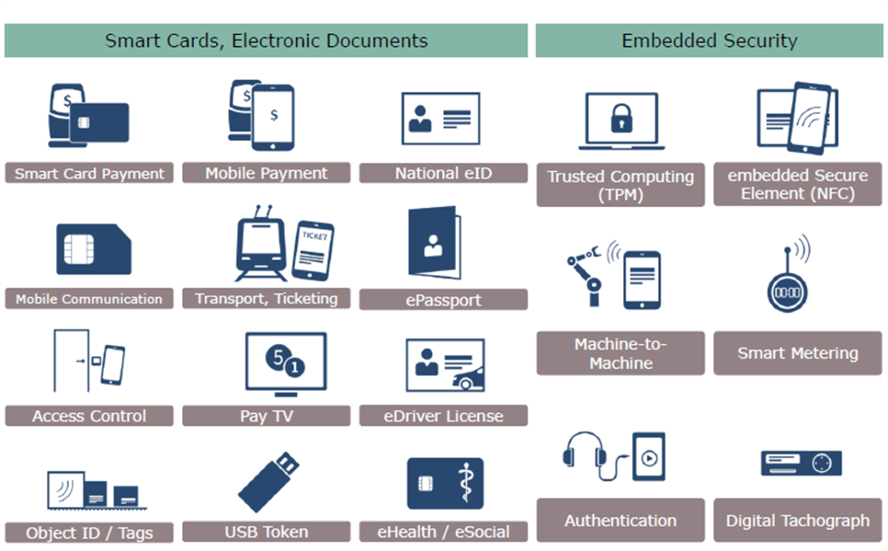 Smart Cards, Electronic Documents
Embedded Security
$
$
$
Smart Card Payment
Mobile Payment
National eID
Trusted Computing
(TPM)
embedded Secure
Element (NFC)
TICKET
Mobile Communication
Transport, Ticketing
ePassport
00:00
Machine-to-
Machine
Smart Metering
5
1
Access Control
Pay TV
eDriver License
Object ID / Tags
USB Token
eHealth / eSocial
Authentication
Digital Tachograph